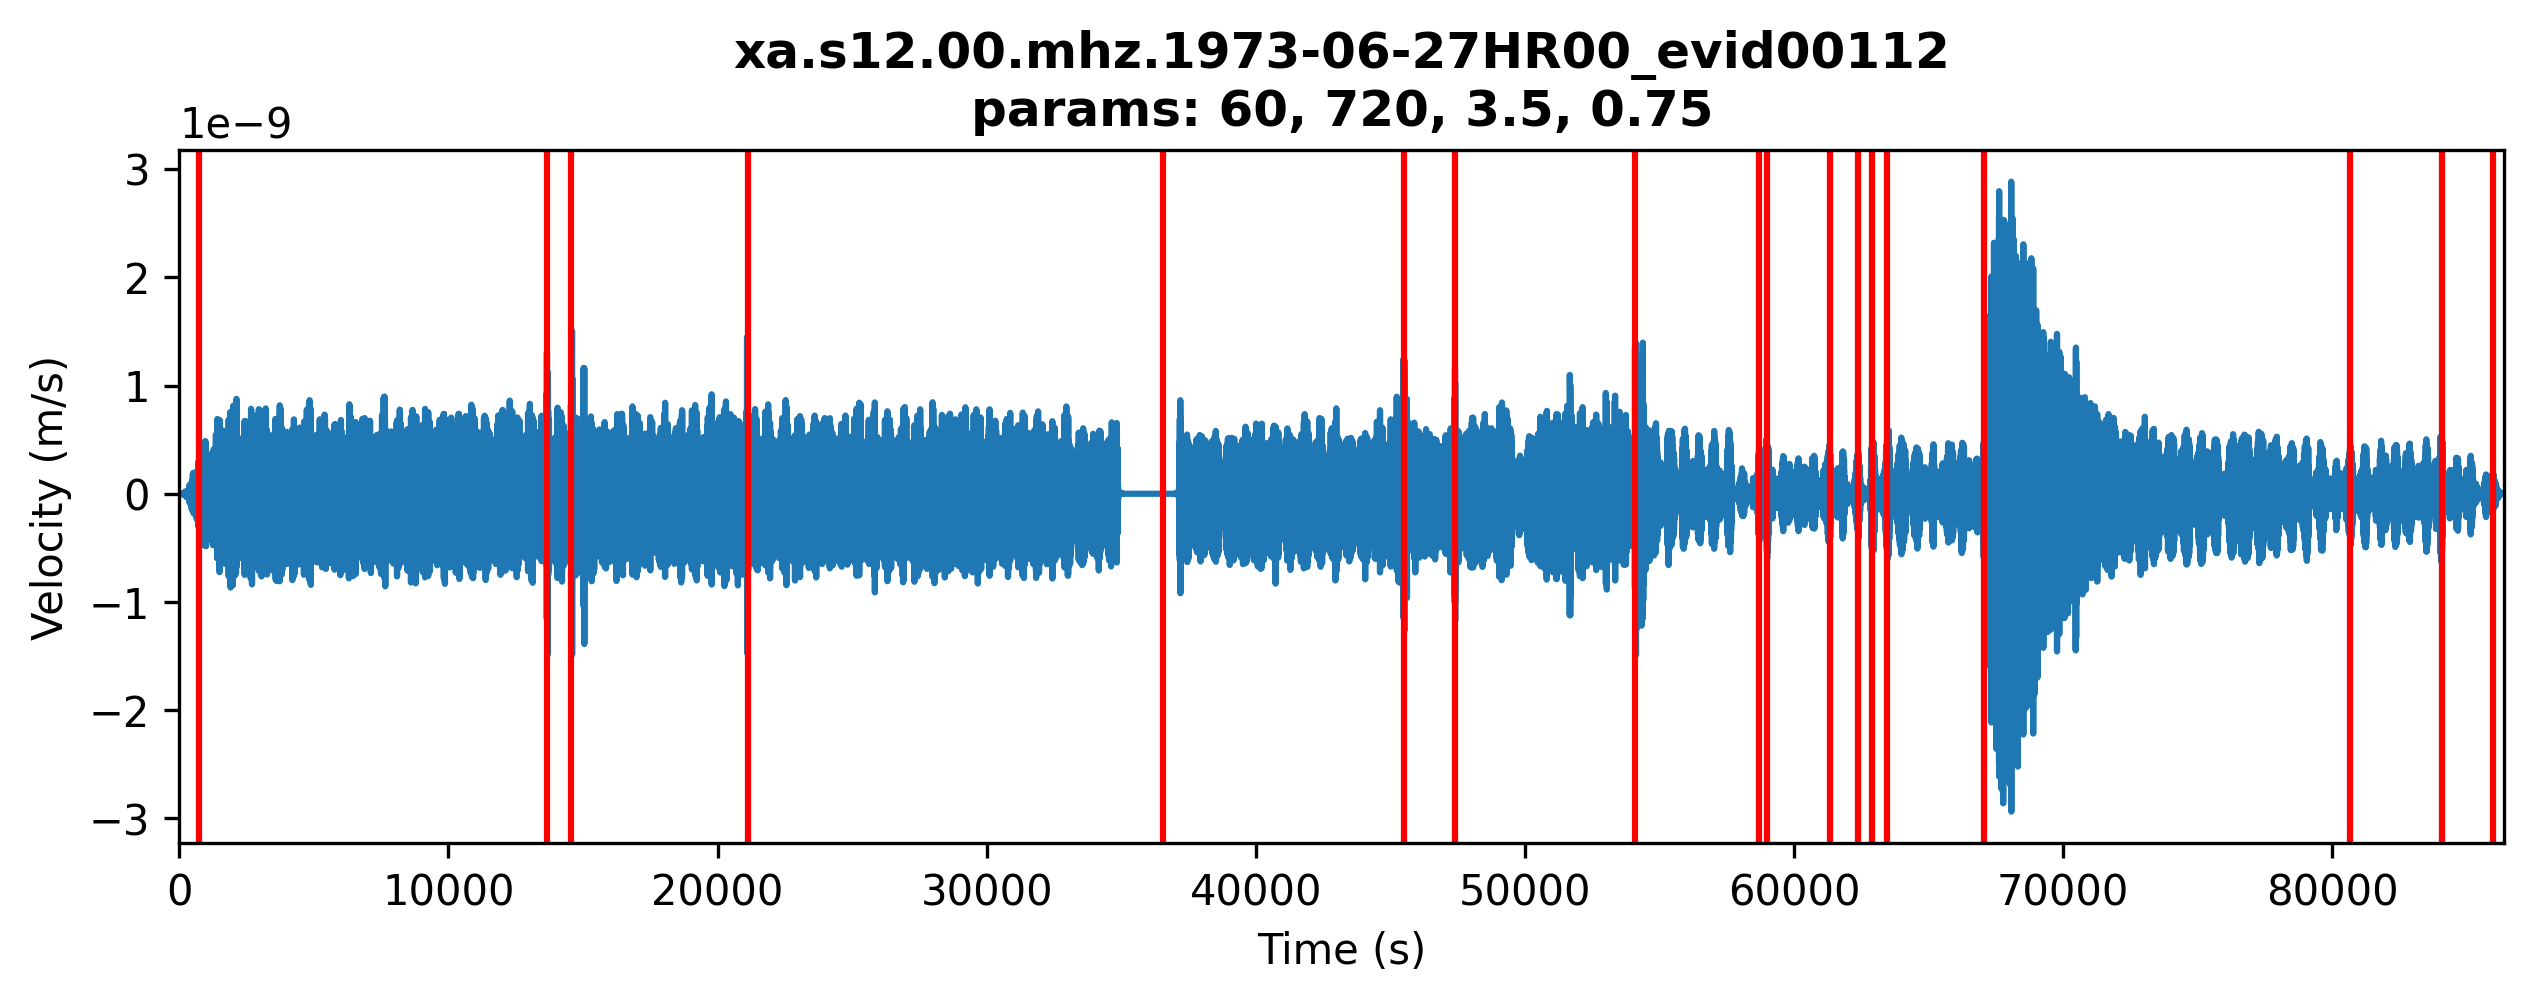 xa.s12.00.mhz.1973-06-27HR00_evid00112
params: 60, 720, 3.5, 0.75
1e−9
3
2
1
0
−1
−2
−3
Velocity (m/s)
0 10000 20000 30000 40000 50000 60000 70000 80000
Time (s)